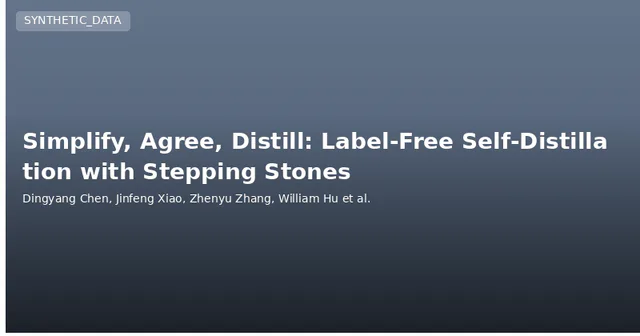 SYNTHETIC_DATA
Simplify, Agree, Distill: Label-Free Self-Distilla
tion with Stepping Stones
Dingyang Chen, Jinfeng Xiao, Zhenyu Zhang, William Hu et al.